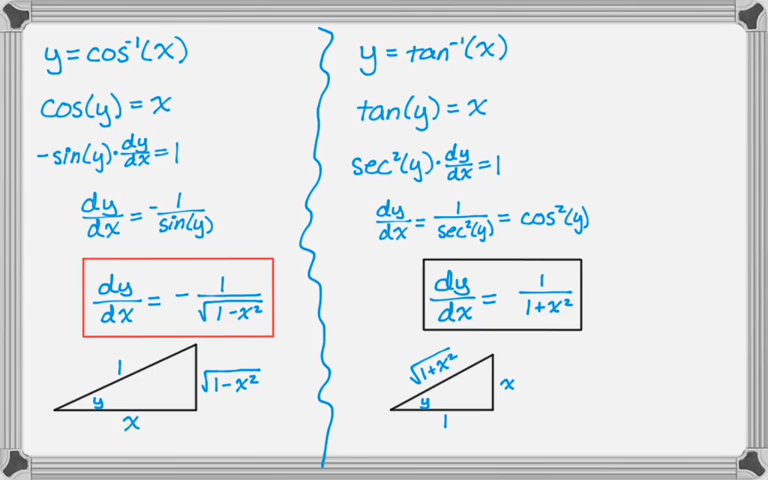 y = cos⁻¹(x)
cos(y) = x
-sin(y)·dy/dx = 1
dy/dx = -1/sin(y)
dy/dx = - 1/√(1-x²)
1
√(1-x²)
y
x
y = tan⁻¹(x)
tan(y) = x
sec²(y)·dy/dx = 1
dy/dx = 1/sec²(y) = cos²(y)
dy/dx = 1/(1+x²)
√(1+x²)
x
y
1